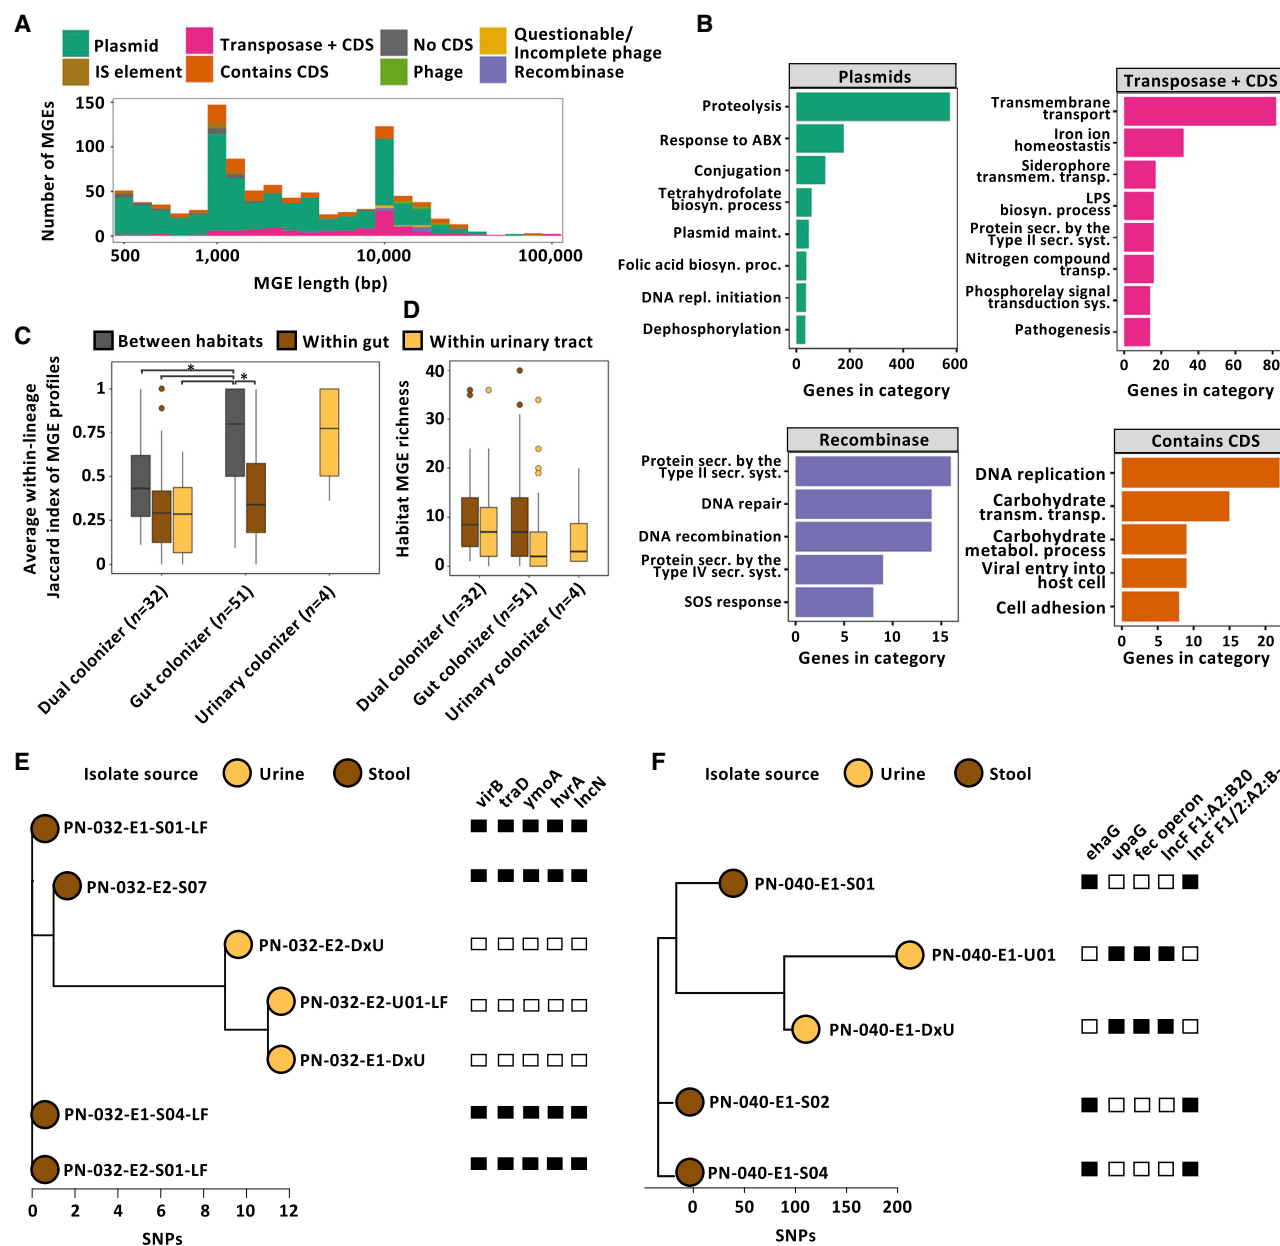 A
Plasmid
Transposase + CDS
No CDS
Questionable/
Incomplete phage
IS element
Contains CDS
Phage
Recombinase
Number of MGEs
150
100
50
0
500
1,000
10,000
100,000
MGE length (bp)
B
Plasmids
Proteolysis
Response to ABX
Conjugation
Tetrahydrofolate
biosyn. process
Plasmid maint.
Folic acid biosyn. proc.
DNA repl. initiation
Dephosphorylation
0
200
400
600
Genes in category
Transposase + CDS
Transmembrane
transport
Iron ion
homeostatis
Siderophore
transmem. transp.
LPS
biosyn. process
Protein secr. by the
Type II secr. syst.
Nitrogen compound
transp.
Phosphorelay signal
transduction sys.
Pathogenesis
0
20
40
60
80
Genes in category
Recombinase
Protein secr. by the
Type II secr. syst.
DNA repair
DNA recombination
Protein secr. by the
Type IV secr. syst.
SOS response
0
5
10
15
Genes in category
Contains CDS
DNA replication
Carbohydrate
transm. transp.
Carbohydrate
metabol. process
Viral entry into
host cell
Cell adhesion
0
5
10
15
20
Genes in category
C
D
Between habitats
Within gut
Within urinary tract
Average within-lineage
Jaccard index of MGE profiles
1
0.75
0.5
0.25
0
*
*
Dual colonizer (n=32)
Gut colonizer (n=51)
Urinary colonizer (n=4)
Habitat MGE richness
40
30
20
10
0
Dual colonizer (n=32)
Gut colonizer (n=51)
Urinary colonizer (n=4)
E
Isolate source
Urine
Stool
virB
traD
ymoA
hvrA
IncN
PN-032-E1-S01-LF
PN-032-E2-S07
PN-032-E2-DxU
PN-032-E2-U01-LF
PN-032-E1-DxU
PN-032-E1-S04-LF
PN-032-E2-S01-LF
0
2
4
6
8
10
12
SNPs
F
Isolate source
Urine
Stool
ehaG
upaG
fec operon
IncF F1:A2:B20
IncF F1/2:A2:B-
PN-040-E1-S01
PN-040-E1-U01
PN-040-E1-DxU
PN-040-E1-S02
PN-040-E1-S04
0
50
100
150
200
SNPs